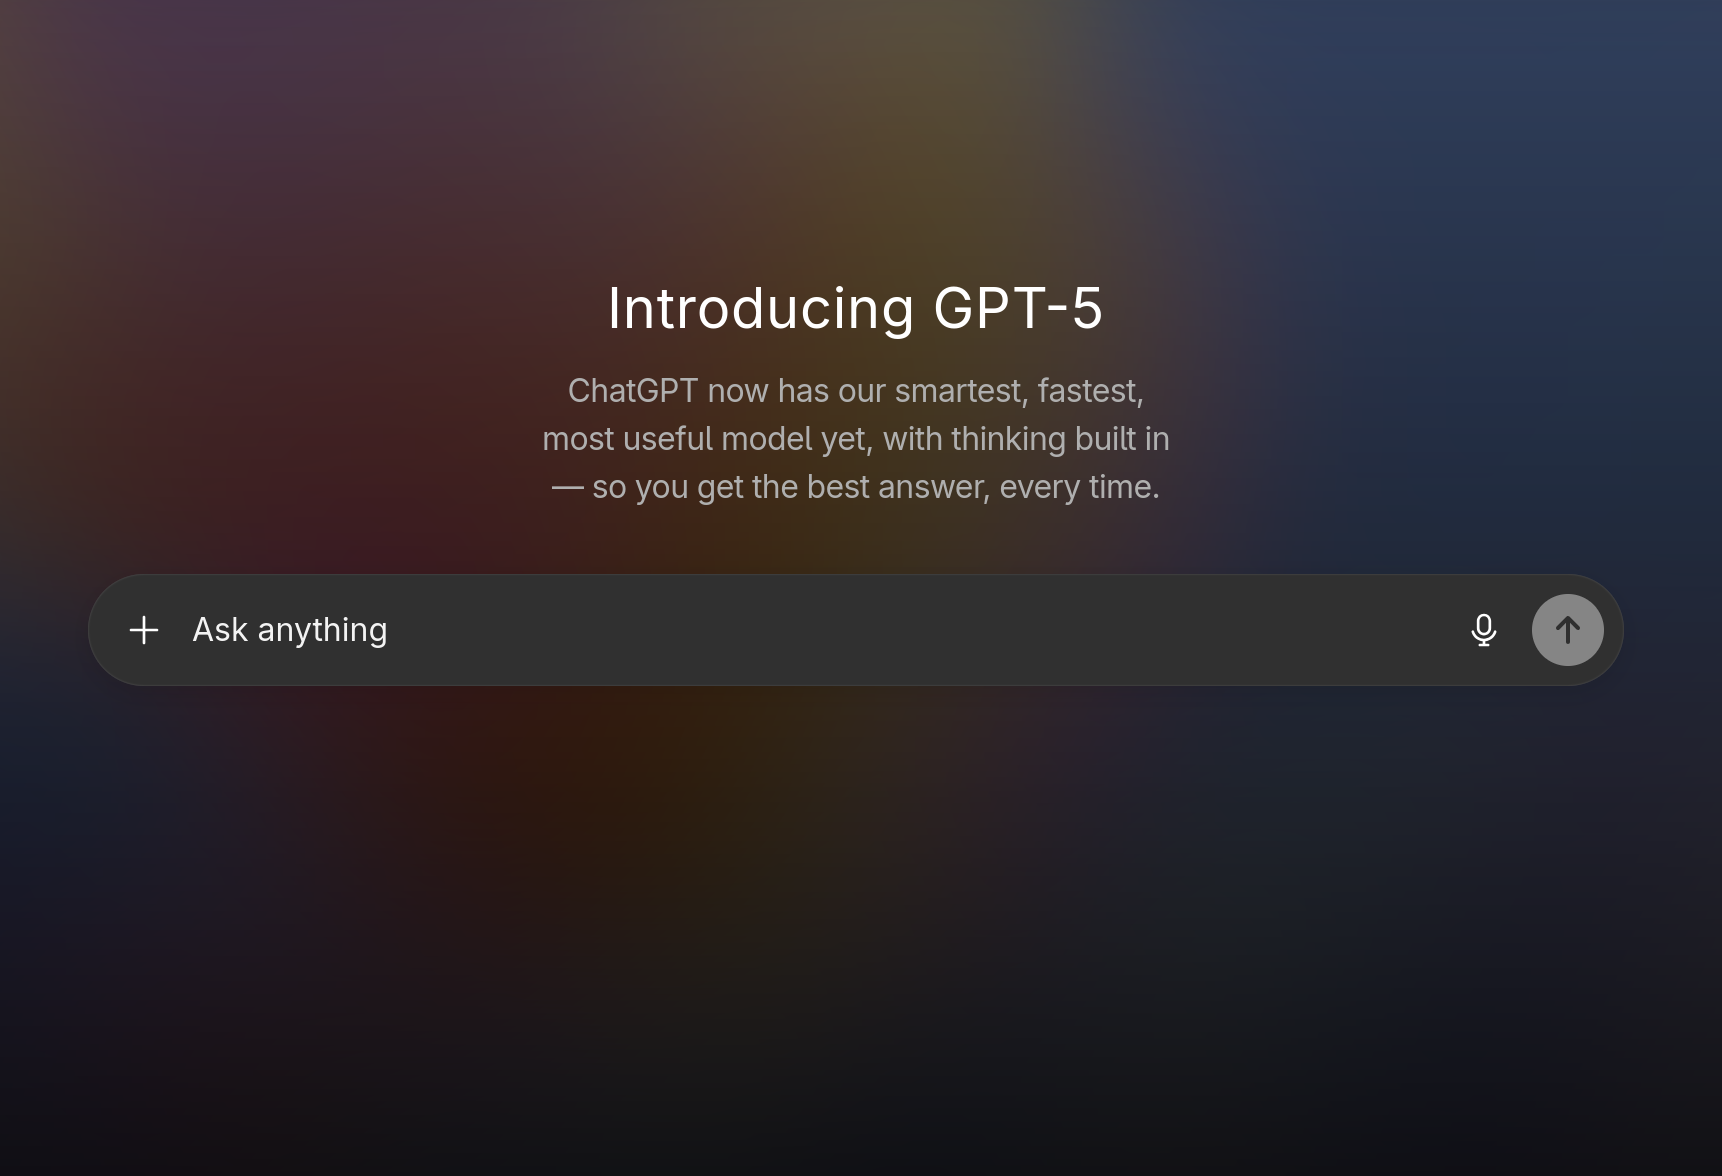 Introducing GPT-5
ChatGPT now has our smartest, fastest,
most useful model yet, with thinking built in
— so you get the best answer, every time.
Ask anything